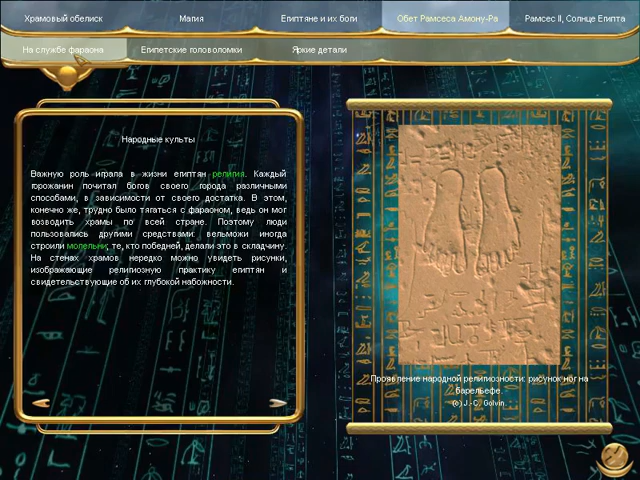 Храмовый обелиск Магия Египтяне и их боги Обет Рамсеса Амону-Ра Рамсес II, Солнце Египта
На службе фараона Египетские головоломки Яркие детали
Народные культы
Важную роль играла в жизни египтян религия. Каждый
горожанин почитал богов своего города различными
способами, в зависимости от своего достатка. В этом,
конечно же, трудно было тягаться с фараоном, ведь он мог
возводить храмы по всей стране. Поэтому люди
пользовались другими средствами: вельможи иногда
строили молельни; те, кто победней, делали это в складчину.
На стенах храмов нередко можно увидеть рисунки,
изображающие религиозную практику египтян и
свидетельствующие об их глубокой набожности.
Проявление народной религиозности: рисунок ног на
барельефе.
(c) J.-C. Golvin.